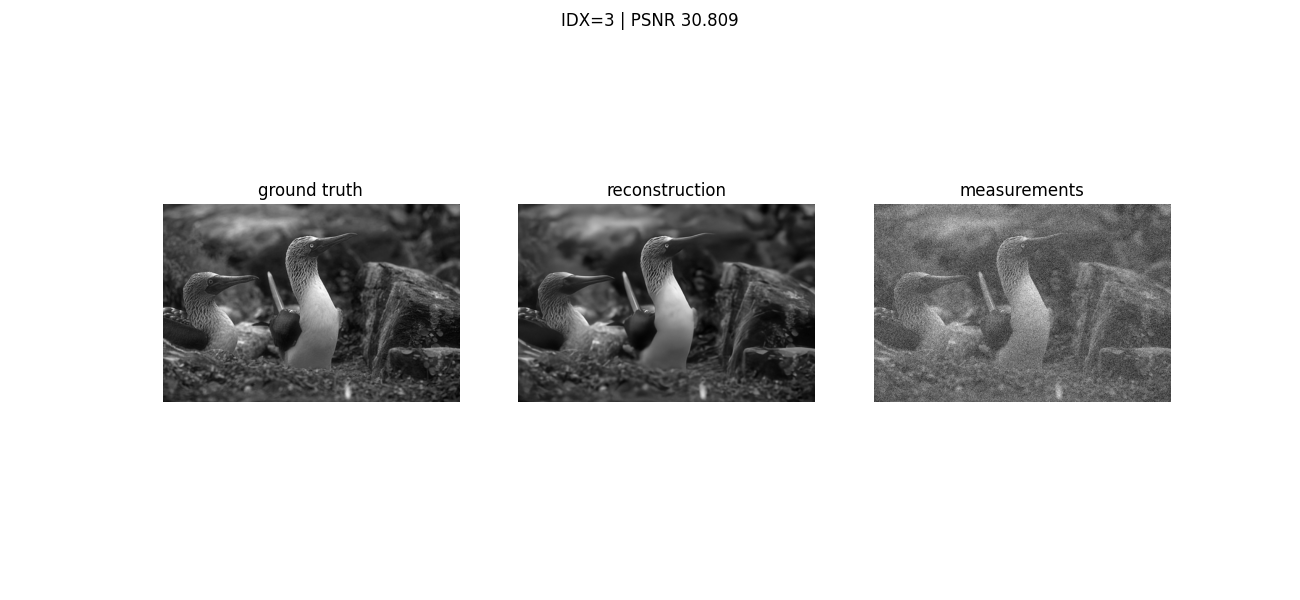 IDX=3 | PSNR 30.809
ground truth
reconstruction
measurements